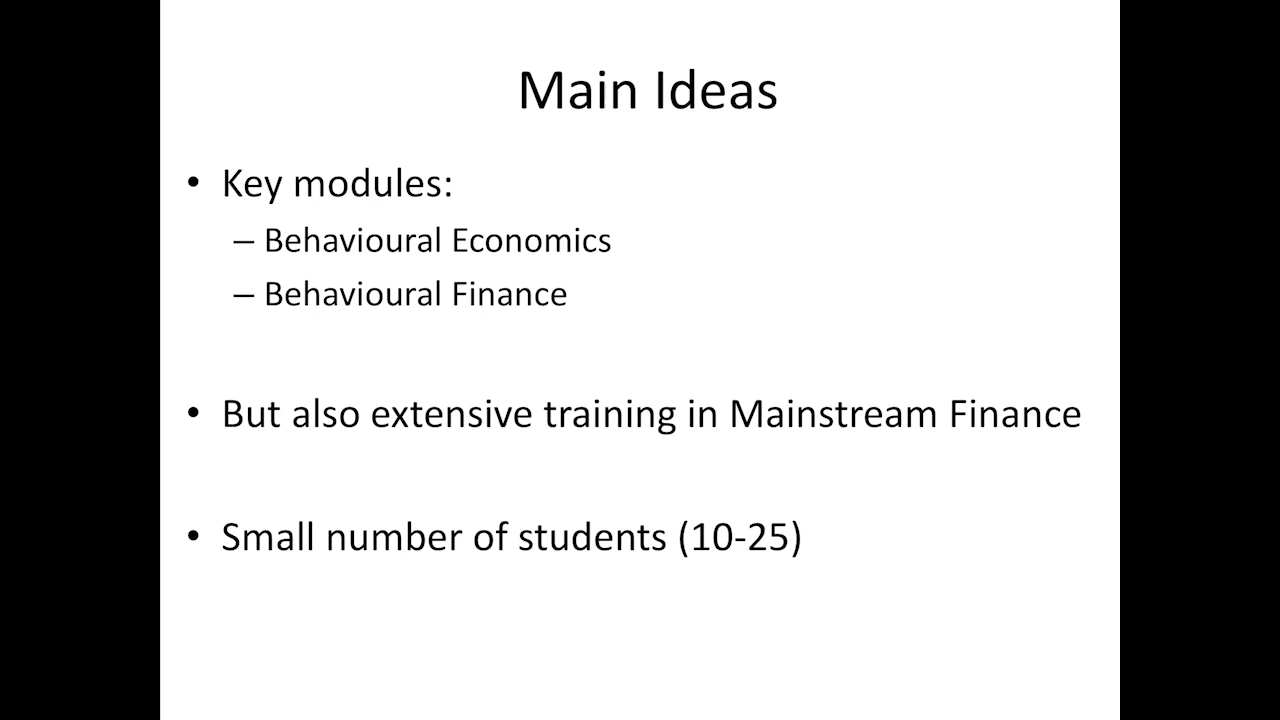 Main Ideas
• Key modules:
– Behavioural Economics
– Behavioural Finance
• But also extensive training in Mainstream Finance
• Small number of students (10-25)